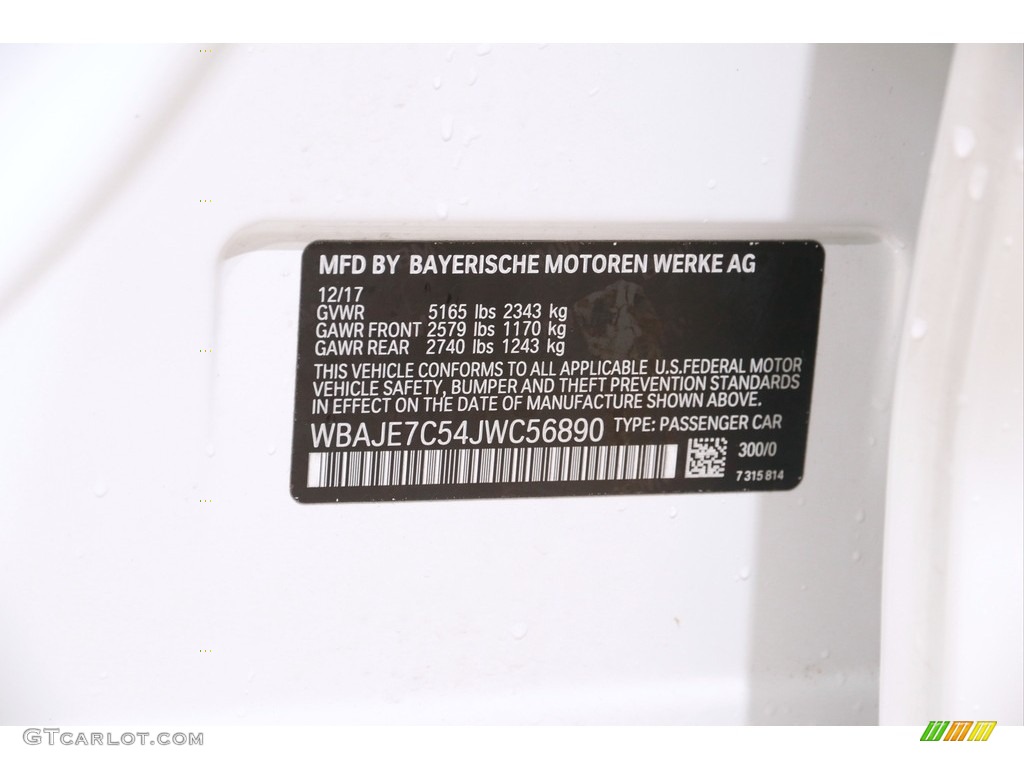 MFD BY BAYERISCHE MOTOREN WERKE AG
12/17
GVWR 5165 lbs 2343 kg
GAWR FRONT 2579 lbs 1170 kg
GAWR REAR 2740 lbs 1243 kg
THIS VEHICLE CONFORMS TO ALL APPLICABLE U.S.FEDERAL MOTOR
VEHICLE SAFETY, BUMPER AND THEFT PREVENTION STANDARDS
IN EFFECT ON THE DATE OF MANUFACTURE SHOWN ABOVE.
WBAJE7C54JWC56890 TYPE: PASSENGER CAR
300/0
7 315 814
GTcarlot.com